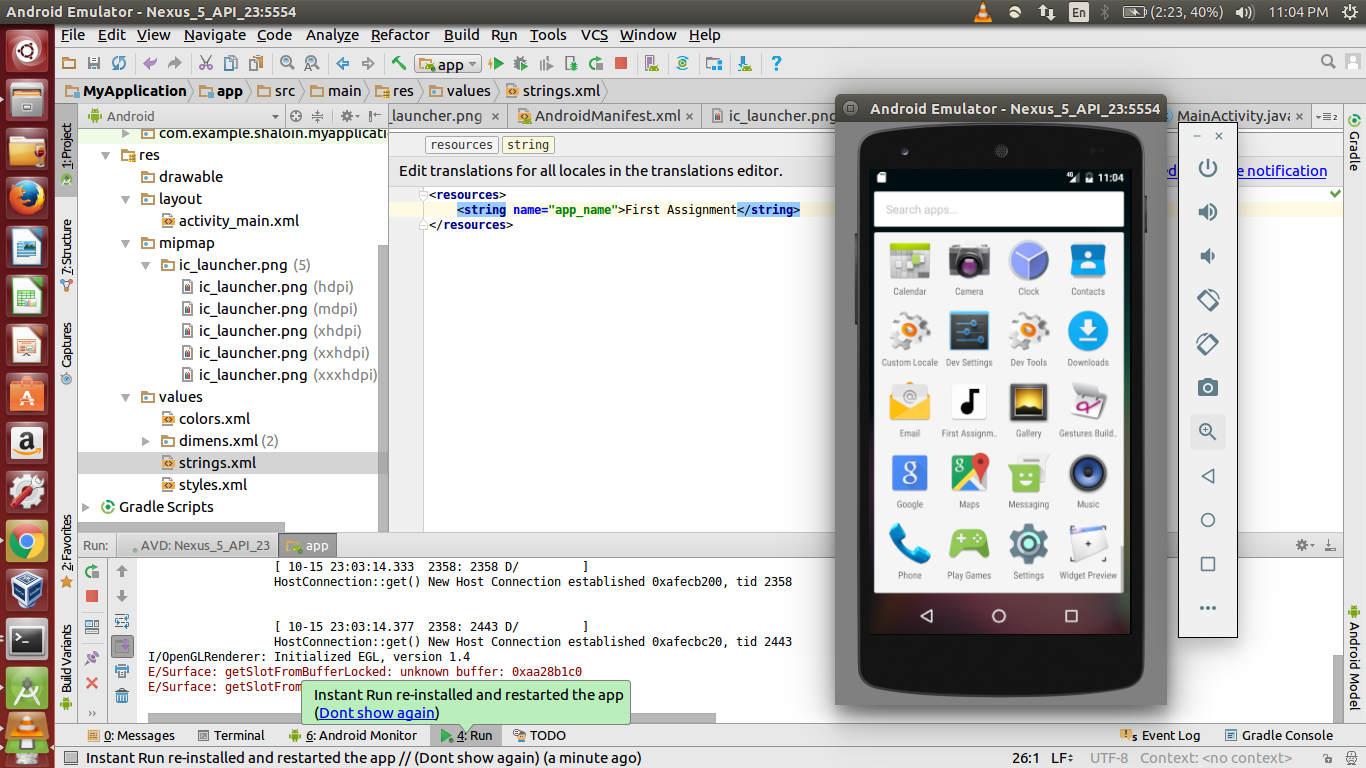 Android Emulator - Nexus_5_API_23:5554
En
(2:23, 40%)
11:04 PM
File Edit View Navigate Code Analyze Refactor Build Run Tools VCS Window Help
app
MyApplication app src main res values strings.xml
Android
_launcher.png AndroidManifest.xml ic_launcher.png MainActivity.java
1: Project
7: Structure
Captures
2: Favorites
Build Variants
com.example.shaloin.myapplicati
res
drawable
layout
activity_main.xml
mipmap
ic_launcher.png (5)
ic_launcher.png (hdpi)
ic_launcher.png (mdpi)
ic_launcher.png (xhdpi)
ic_launcher.png (xxhdpi)
ic_launcher.png (xxxhdpi)
values
colors.xml
dimens.xml (2)
strings.xml
styles.xml
Gradle Scripts
resources string
Edit translations for all locales in the translations editor.
notification
<resources>
<string name="app_name">First Assignment</string>
</resources>
Android Emulator - Nexus_5_API_23:5554
11:04
Search apps...
Calendar Camera Clock Contacts
Custom Locale Dev Settings Dev Tools Downloads
Email First Assignm.. Gallery Gestures Build..
Google Maps Messaging Music
Phone Play Games Settings Widget Preview
Gradle
Android Model
Run: AVD: Nexus_5_API_23 app
[ 10-15 23:03:14.333 2358: 2358 D/ ]
HostConnection::get() New Host Connection established 0xafecb200, tid 2358
[ 10-15 23:03:14.377 2358: 2443 D/ ]
HostConnection::get() New Host Connection established 0xafecbc20, tid 2443
I/OpenGLRenderer: Initialized EGL, version 1.4
E/Surface: getSlotFromBufferLocked: unknown buffer: 0xaa28b1c0
E/Surface: getSlotFrom
Instant Run re-installed and restarted the app
(Dont show again)
0: Messages Terminal 6: Android Monitor 4: Run TODO
5 Event Log Gradle Console
Instant Run re-installed and restarted the app // (Dont show again) (a minute ago)
26:1 LF UTF-8 Context: <no context>